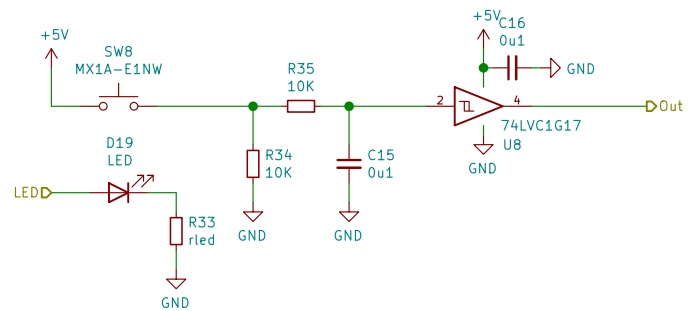 +5V
C16
0u1
+5V
SW8
MX1A-E1NW
GND
R35
10K
2
4
Out
74LVC1G17
U8
D19
LED
R34
10K
C15
0u1
GND
LED
R33
rled
GND
GND
GND